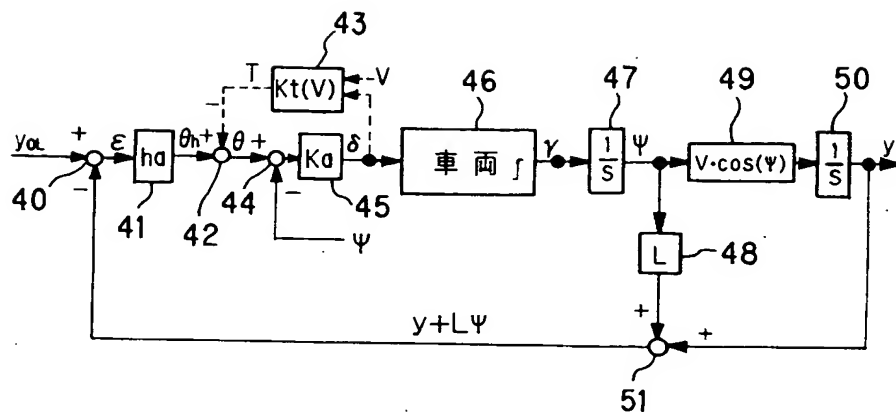 43
T
Kt(V)
V
46
47
49
50
yα
+
ε
ha
θh
+
θ
+
Ka
δ
車両 ∫
γ
1/S
Ψ
V・cos(Ψ)
1/S
y
40
−
41
42
−
44
−
45
Ψ
L
48
+
y+LΨ
+
51